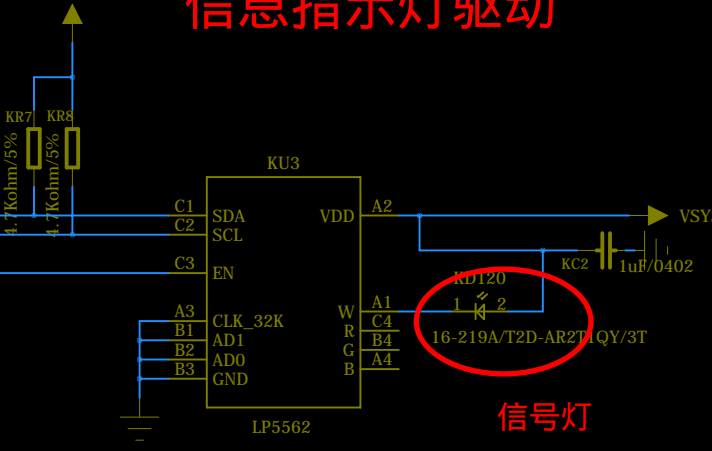 信息指示灯驱动
KR7 KR8
4.7Kohm/5% 4.7Kohm/5%
KU3
C1 SDA VDD A2 VSY
C2 SCL
KC2 1uF/0402
C3 EN
KD120
A3 CLK_32K W A1 1 2
B1 AD1 R C4
16-219A/T2D-AR2T1QY/3T
B2 AD0 G B4
B3 GND B A4
LP5562
信号灯